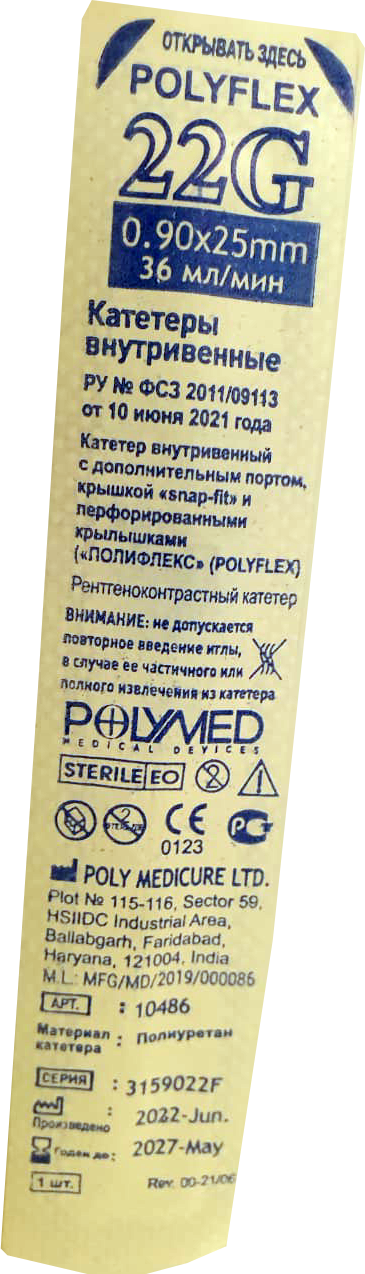 ОТКРЫВАТЬ ЗДЕСЬ
POLYFLEX
22G
0.90x25mm
36 мл/мин
Катетеры
внутривенные
РУ № ФСЗ 2011/09113
от 10 июня 2021 года
Катетер внутривенный
с дополнительным портом,
крышкой «snap-fit» и
перфорированными
крылышками
(«ПОЛИФЛЕКС» (POLYFLEX)
Рентгеноконтрастный катетер
ВНИМАНИЕ: не допускается
повторное введение иглы,
в случае ее частичного или
полного извлечения из катетера
POLYMED
MEDICAL DEVICES
STERILE EO 2
2
CE
0123
РС
POLY MEDICURE LTD.
Plot № 115-116, Sector 59,
HSIIDC Industrial Area,
Ballabgarh, Faridabad,
Haryana, 121004, India
M.L: MFG/MD/2019/000086
АРТ. : 10486
Материал : Полиуретан
катетера
СЕРИЯ : 3159022F
Произведено : 2022-Jun.
Годен до: 2027-May
1 шт. Rev. 00-21/06